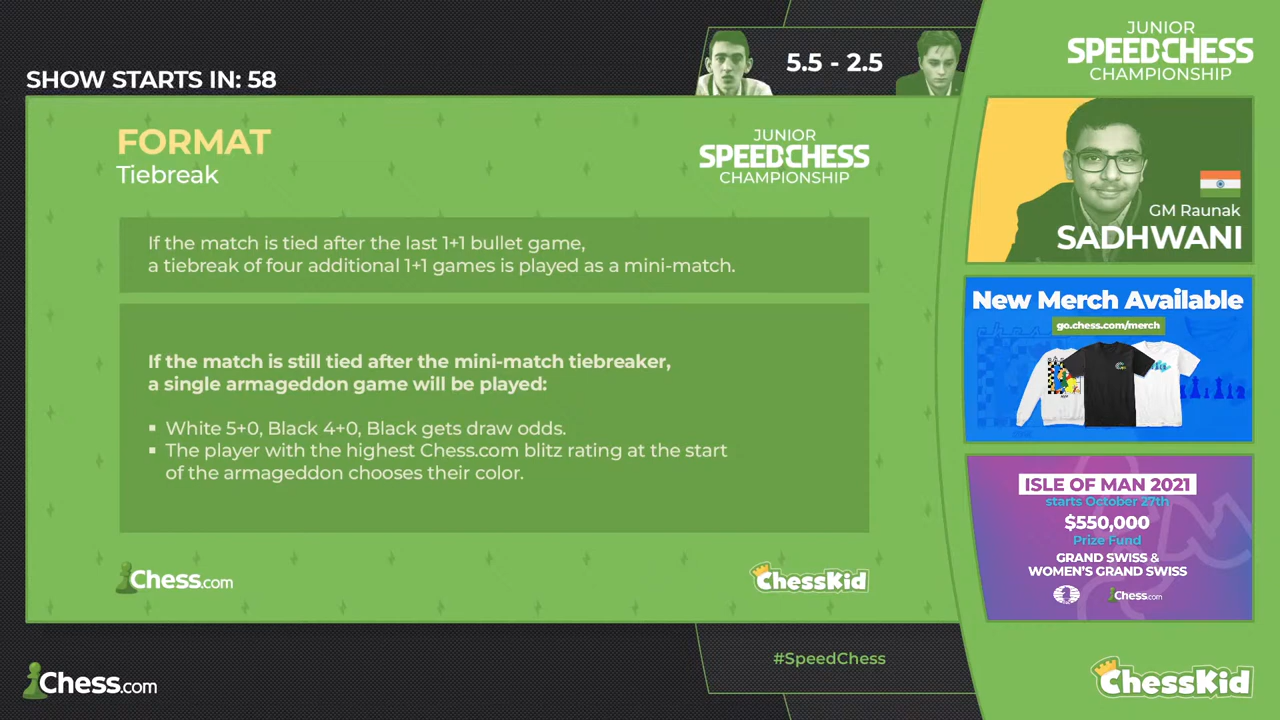 SHOW STARTS IN: 58
5.5 - 2.5
JUNIOR
SPEEDCHESS
CHAMPIONSHIP
FORMAT
Tiebreak
JUNIOR
SPEEDCHESS
CHAMPIONSHIP
If the match is tied after the last 1+1 bullet game,
a tiebreak of four additional 1+1 games is played as a mini-match.
If the match is still tied after the mini-match tiebreaker,
a single armageddon game will be played:
▪ White 5+0, Black 4+0, Black gets draw odds.
▪ The player with the highest Chess.com blitz rating at the start
of the armageddon chooses their color.
Chess.com
ChessKid
GM Raunak
SADHWANI
New Merch Available
go.chess.com/merch
ISLE OF MAN 2021
starts October 27th
$550,000
Prize Fund
GRAND SWISS &
WOMEN'S GRAND SWISS
Chess.com
#SpeedChess
Chess.com
ChessKid